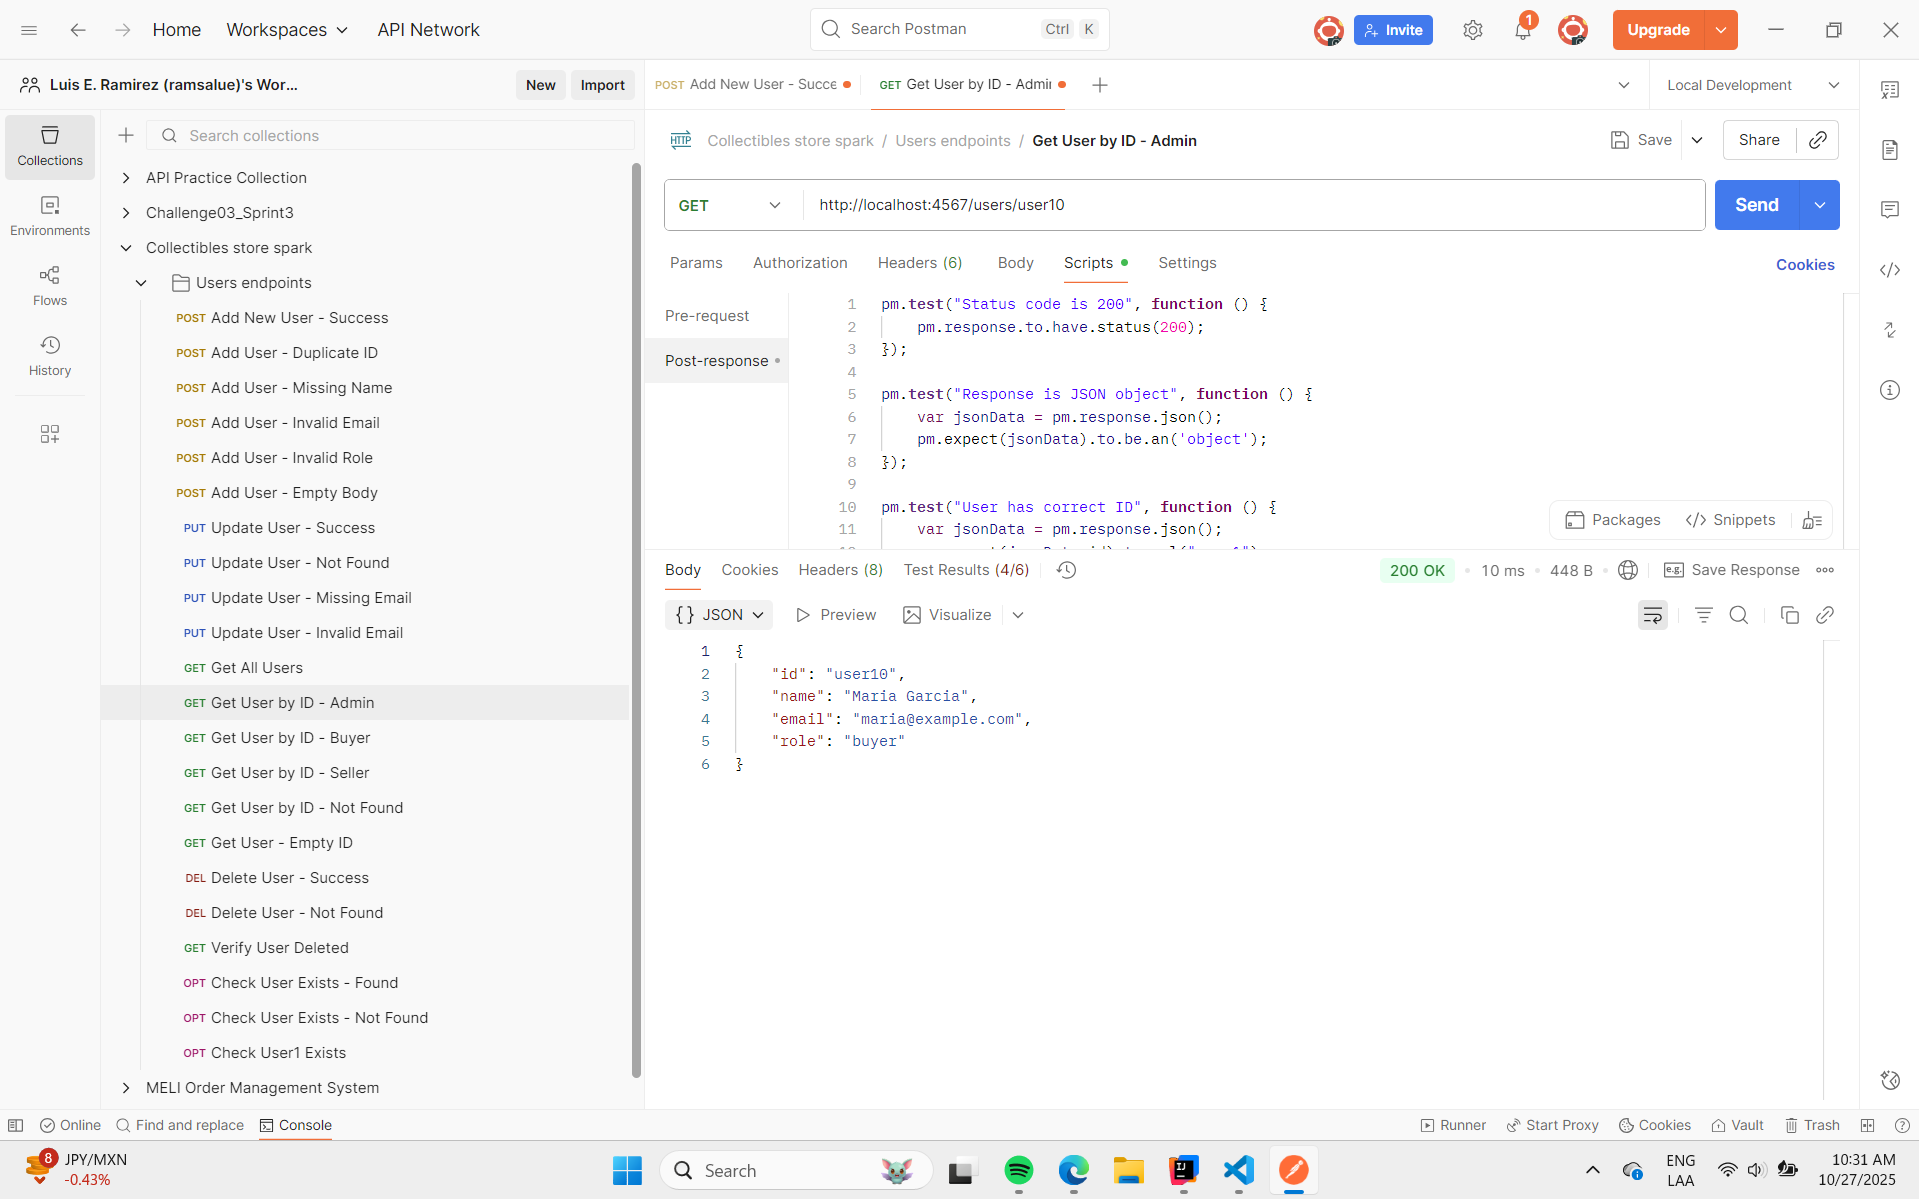 Home
Workspaces
API Network
Search Postman
Ctrl K
Invite
1
Upgrade
Luis E. Ramirez (ramsalue)'s Wor...
New
Import
POST Add New User - Succe
GET Get User by ID - Admin
Local Development
Collections
Environments
Flows
History
Search collections
API Practice Collection
Challenge03_Sprint3
Collectibles store spark
Users endpoints
POST Add New User - Success
POST Add User - Duplicate ID
POST Add User - Missing Name
POST Add User - Invalid Email
POST Add User - Invalid Role
POST Add User - Empty Body
PUT Update User - Success
PUT Update User - Not Found
PUT Update User - Missing Email
PUT Update User - Invalid Email
GET Get All Users
GET Get User by ID - Admin
GET Get User by ID - Buyer
GET Get User by ID - Seller
GET Get User by ID - Not Found
GET Get User - Empty ID
DEL Delete User - Success
DEL Delete User - Not Found
GET Verify User Deleted
OPT Check User Exists - Found
OPT Check User Exists - Not Found
OPT Check User1 Exists
MELI Order Management System
HTTP Collectibles store spark / Users endpoints / Get User by ID - Admin
Save
Share
GET
http://localhost:4567/users/user10
Send
Params
Authorization
Headers (6)
Body
Scripts
Settings
Cookies
Pre-request
Post-response
1 pm.test("Status code is 200", function () {
2 pm.response.to.have.status(200);
3 });
4
5 pm.test("Response is JSON object", function () {
6 var jsonData = pm.response.json();
7 pm.expect(jsonData).to.be.an('object');
8 });
9
10 pm.test("User has correct ID", function () {
11 var jsonData = pm.response.json();
Packages
Snippets
Body
Cookies
Headers (8)
Test Results (4/6)
200 OK
10 ms
448 B
e.g. Save Response
{} JSON
Preview
Visualize
1 {
2 "id": "user10",
3 "name": "Maria Garcia",
4 "email": "maria@example.com",
5 "role": "buyer"
6 }
Online
Find and replace
Console
Runner
Start Proxy
Cookies
Vault
Trash
8
JPY/MXN
-0.43%
Search
IJ
ENG
LAA
10:31 AM
10/27/2025